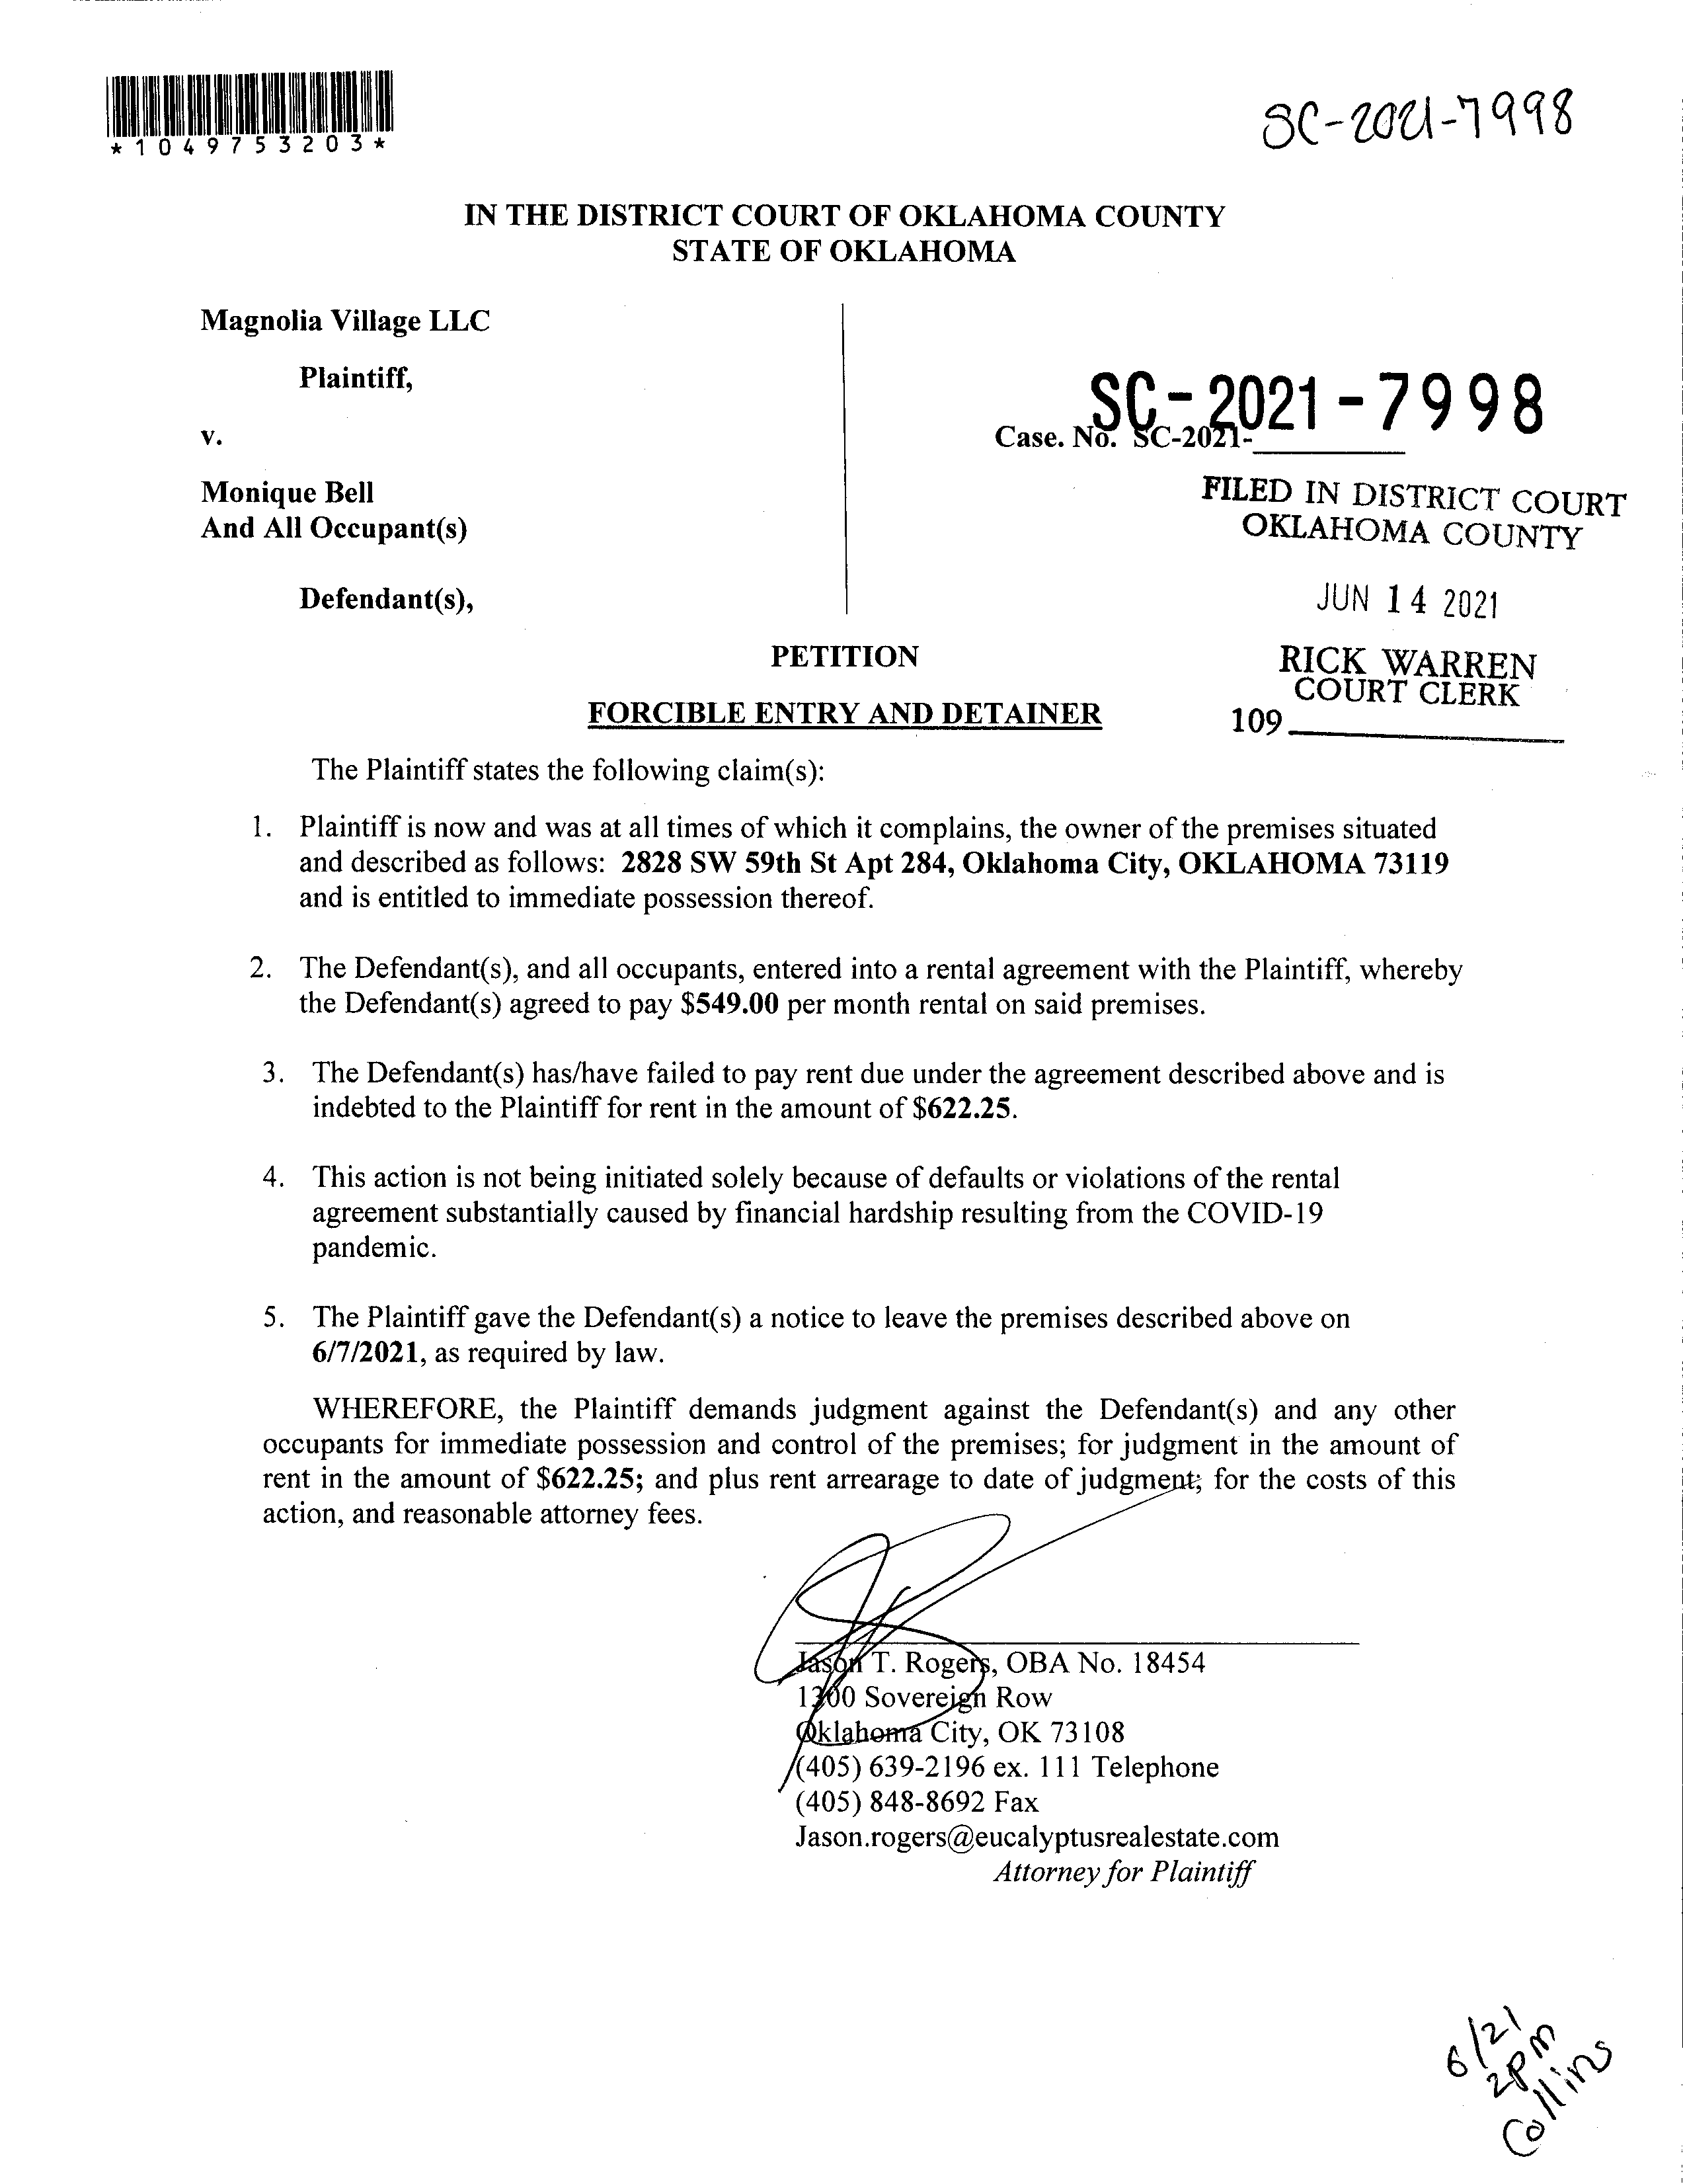 *1049753203*
SC-2021-7998
IN THE DISTRICT COURT OF OKLAHOMA COUNTY
STATE OF OKLAHOMA
Magnolia Village LLC
Plaintiff,
v.
Monique Bell
And All Occupant(s)
Defendant(s),
SC-2021-7998
Case. No. SC-2021-
FILED IN DISTRICT COURT
OKLAHOMA COUNTY
JUN 14 2021
RICK WARREN
COURT CLERK
109
PETITION
FORCIBLE ENTRY AND DETAINER
The Plaintiff states the following claim(s):
1. Plaintiff is now and was at all times of which it complains, the owner of the premises situated
and described as follows: 2828 SW 59th St Apt 284, Oklahoma City, OKLAHOMA 73119
and is entitled to immediate possession thereof.
2. The Defendant(s), and all occupants, entered into a rental agreement with the Plaintiff, whereby
the Defendant(s) agreed to pay $549.00 per month rental on said premises.
3. The Defendant(s) has/have failed to pay rent due under the agreement described above and is
indebted to the Plaintiff for rent in the amount of $622.25.
4. This action is not being initiated solely because of defaults or violations of the rental
agreement substantially caused by financial hardship resulting from the COVID-19
pandemic.
5. The Plaintiff gave the Defendant(s) a notice to leave the premises described above on
6/7/2021, as required by law.
WHEREFORE, the Plaintiff demands judgment against the Defendant(s) and any other
occupants for immediate possession and control of the premises; for judgment in the amount of
rent in the amount of $622.25; and plus rent arrearage to date of judgment; for the costs of this
action, and reasonable attorney fees.
Jason T. Rogers, OBA No. 18454
1300 Sovereign Row
Oklahoma City, OK 73108
(405) 639-2196 ex. 111 Telephone
(405) 848-8692 Fax
Jason.rogers@eucalyptusrealestate.com
Attorney for Plaintiff
6/21
2pm
Collins